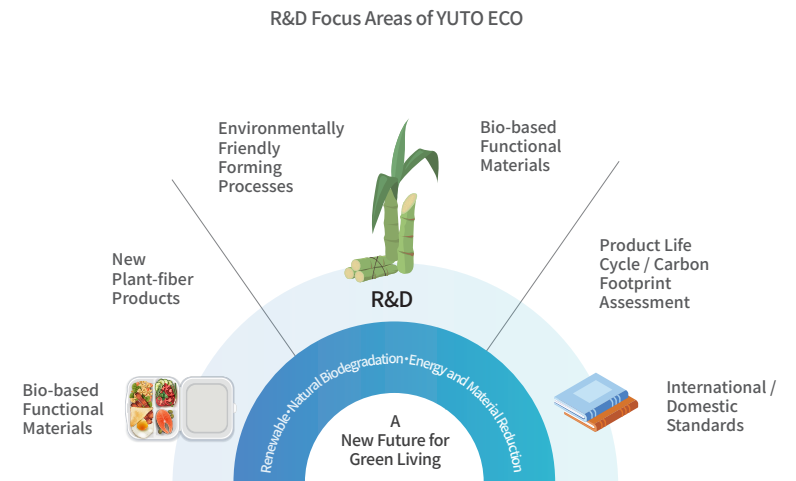 R&D Focus Areas of YUTO ECO
Environmentally
Friendly
Forming
Processes
Bio-based
Functional
Materials
New
Plant-fiber
Products
Product Life
Cycle / Carbon
Footprint
Assessment
R&D
Renewable·Natural Biodegradation·Energy and Material Reduction
Bio-based
Functional
Materials
International /
Domestic
Standards
A
New Future for
Green Living